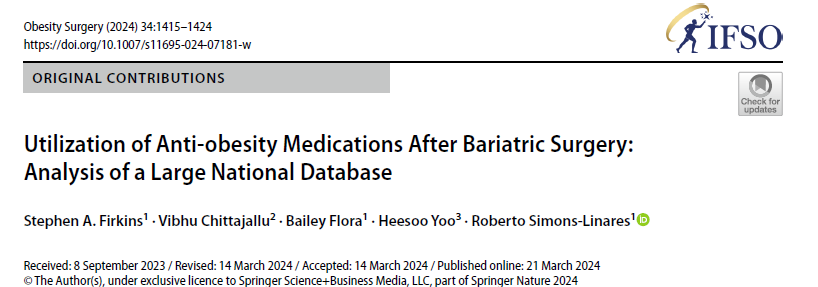 Obesity Surgery (2024) 34:1415–1424
https://doi.org/10.1007/s11695-024-07181-w
IFSO
ORIGINAL CONTRIBUTIONS
Check for
updates
Utilization of Anti-obesity Medications After Bariatric Surgery:
Analysis of a Large National Database
Stephen A. Firkins¹ · Vibhu Chittajallu² · Bailey Flora¹ · Heesoo Yoo³ · Roberto Simons-Linares¹ iD
Received: 8 September 2023 / Revised: 14 March 2024 / Accepted: 14 March 2024 / Published online: 21 March 2024
© The Author(s), under exclusive licence to Springer Science+Business Media, LLC, part of Springer Nature 2024